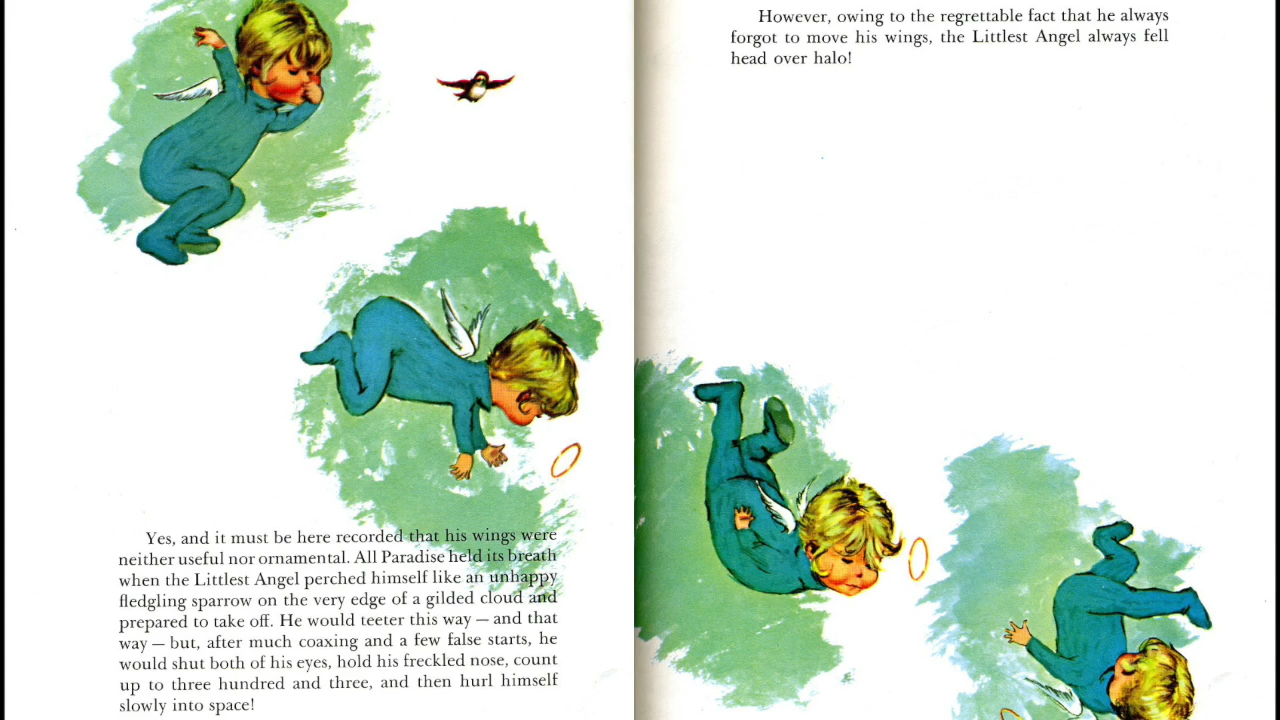 Yes, and it must be here recorded that his wings were
neither useful nor ornamental. All Paradise held its breath
when the Littlest Angel perched himself like an unhappy
fledgling sparrow on the very edge of a gilded cloud and
prepared to take off. He would teeter this way — and that
way — but, after much coaxing and a few false starts, he
would shut both of his eyes, hold his freckled nose, count
up to three hundred and three, and then hurl himself
slowly into space!
However, owing to the regrettable fact that he always
forgot to move his wings, the Littlest Angel always fell
head over halo!